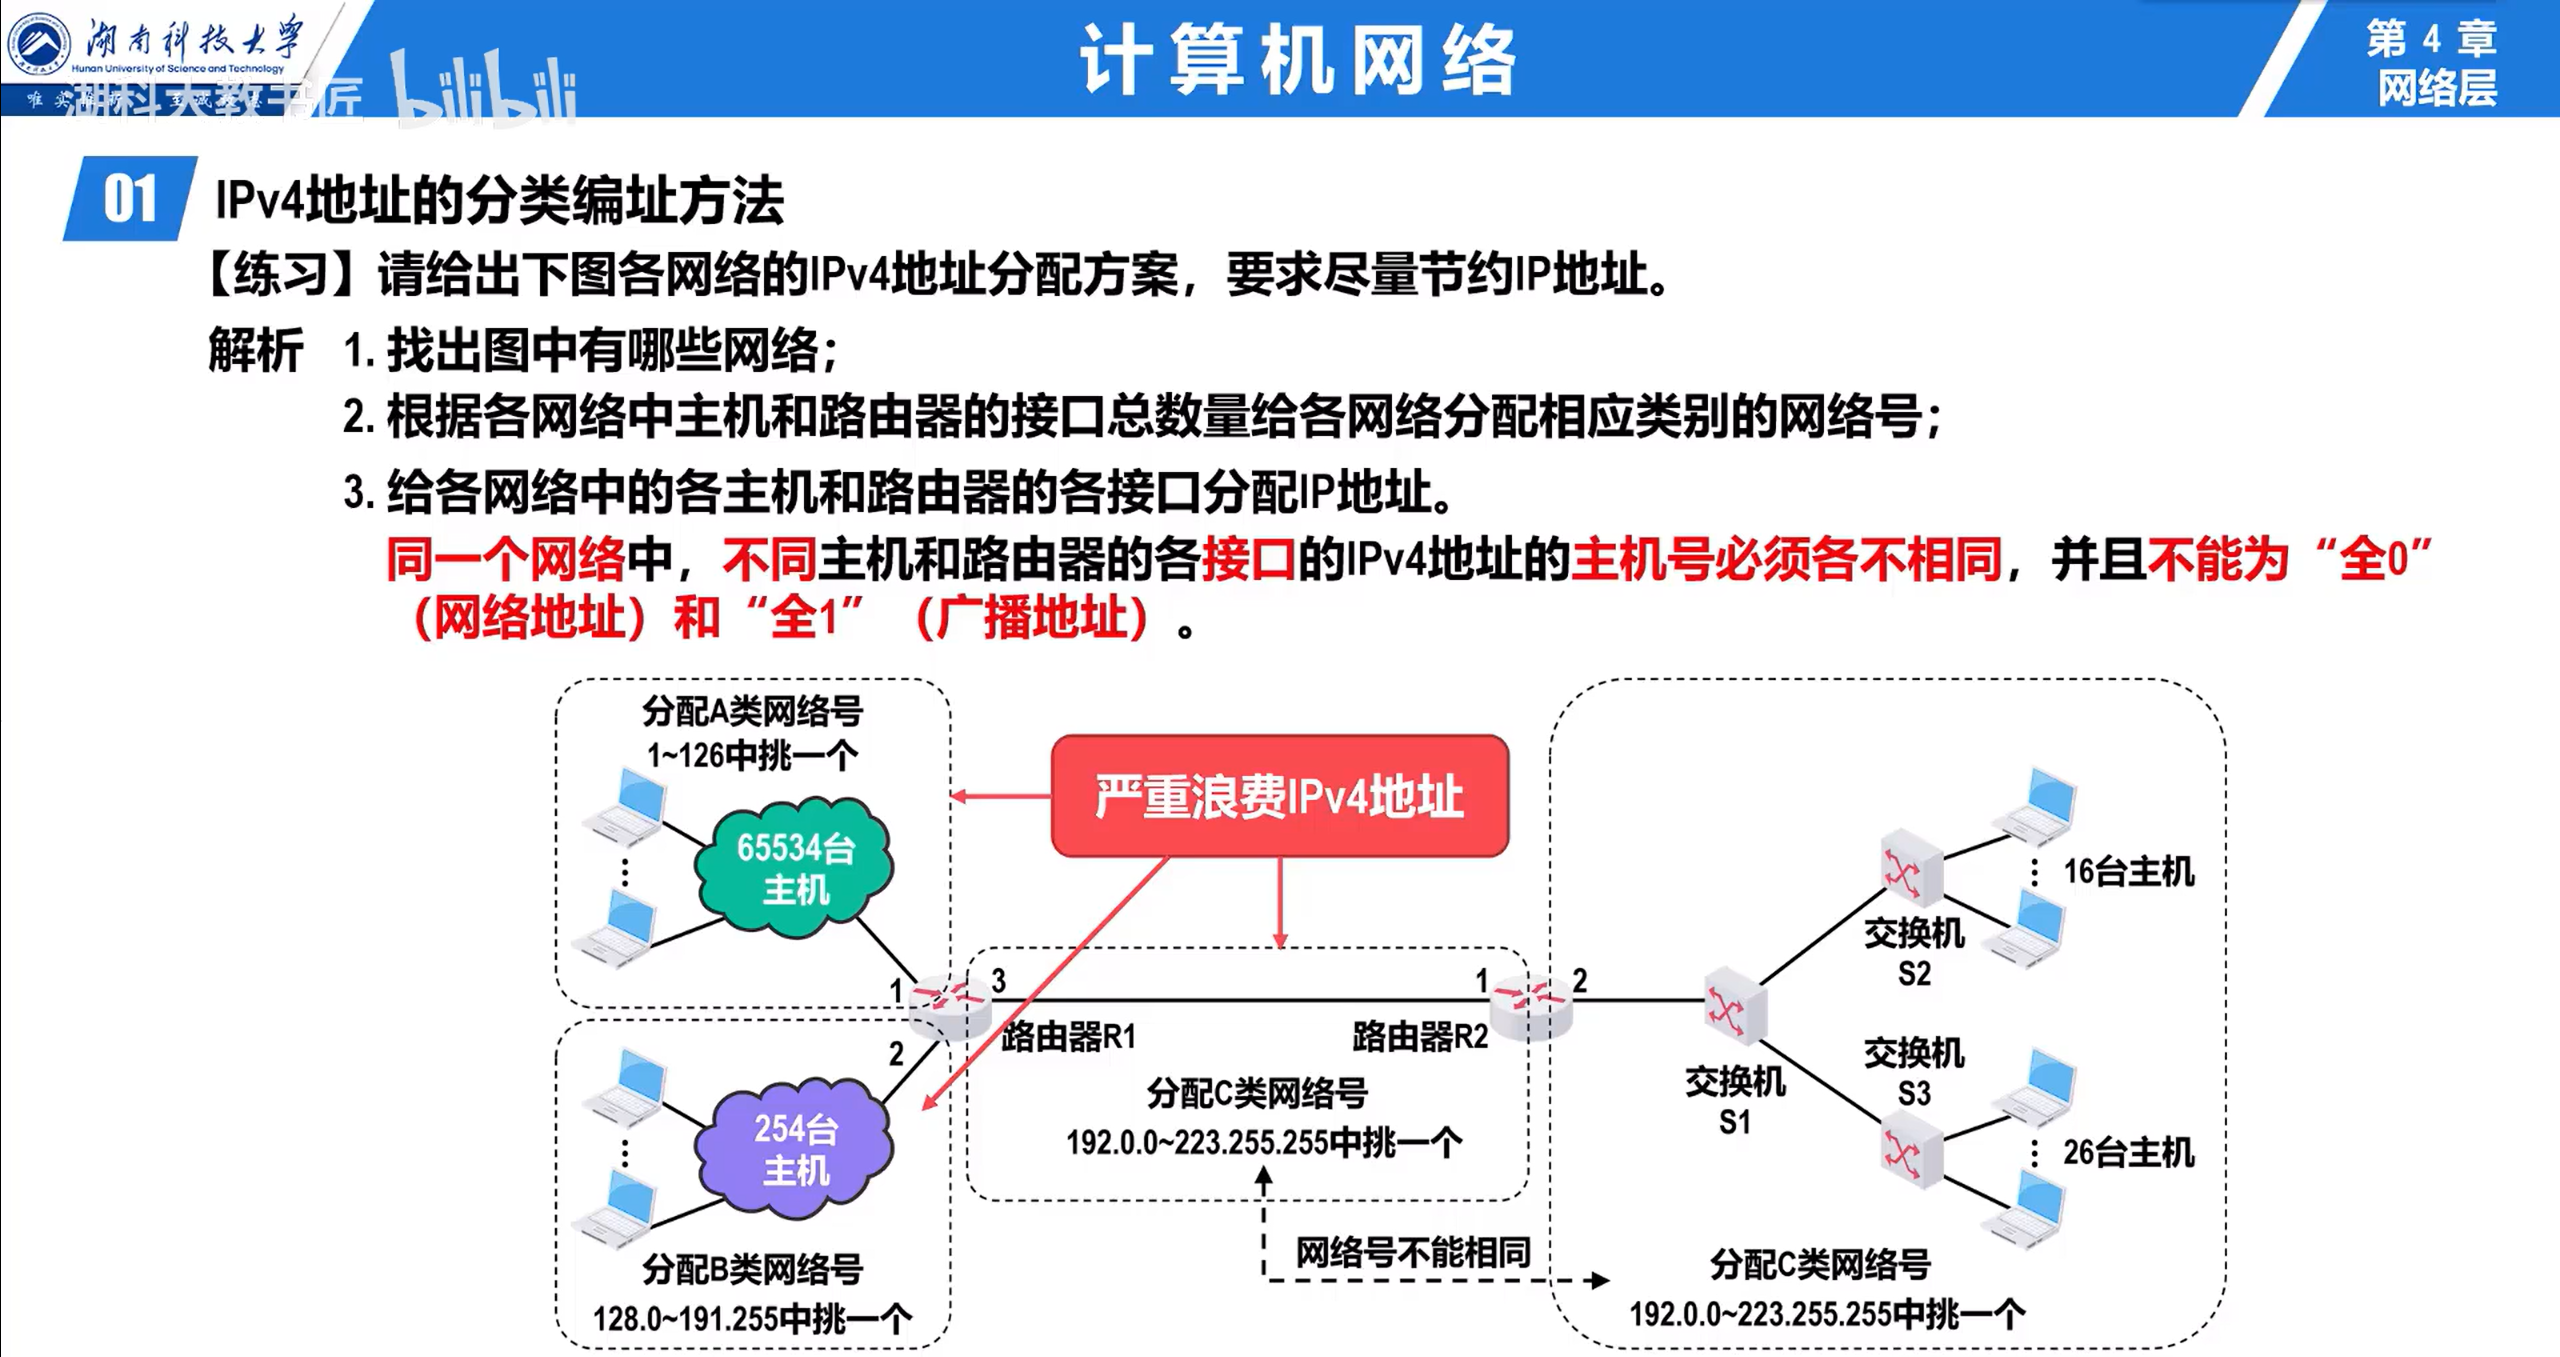 湖南科技大学
Hunan University of Science and Technology
湖科大教书匠
bilibili
计算机网络
第 4 章
网络层
01
IPv4地址的分类编址方法
【练习】请给出下图各网络的IPv4地址分配方案，要求尽量节约IP地址。
解析 1. 找出图中有哪些网络；
2. 根据各网络中主机和路由器的接口总数量给各网络分配相应类别的网络号；
3. 给各网络中的各主机和路由器的各接口分配IP地址。
同一个网络中，不同主机和路由器的各接口的IPv4地址的主机号必须各不相同，并且不能为“全0”
（网络地址）和“全1”（广播地址）。
分配A类网络号
1~126中挑一个
65534台
主机
严重浪费IPv4地址
16台主机
交换机
S2
1
3
1
2
路由器R1
路由器R2
2
交换机
S1
交换机
S3
254台
主机
分配C类网络号
192.0.0~223.255.255中挑一个
26台主机
网络号不能相同
分配B类网络号
128.0~191.255中挑一个
分配C类网络号
192.0.0~223.255.255中挑一个